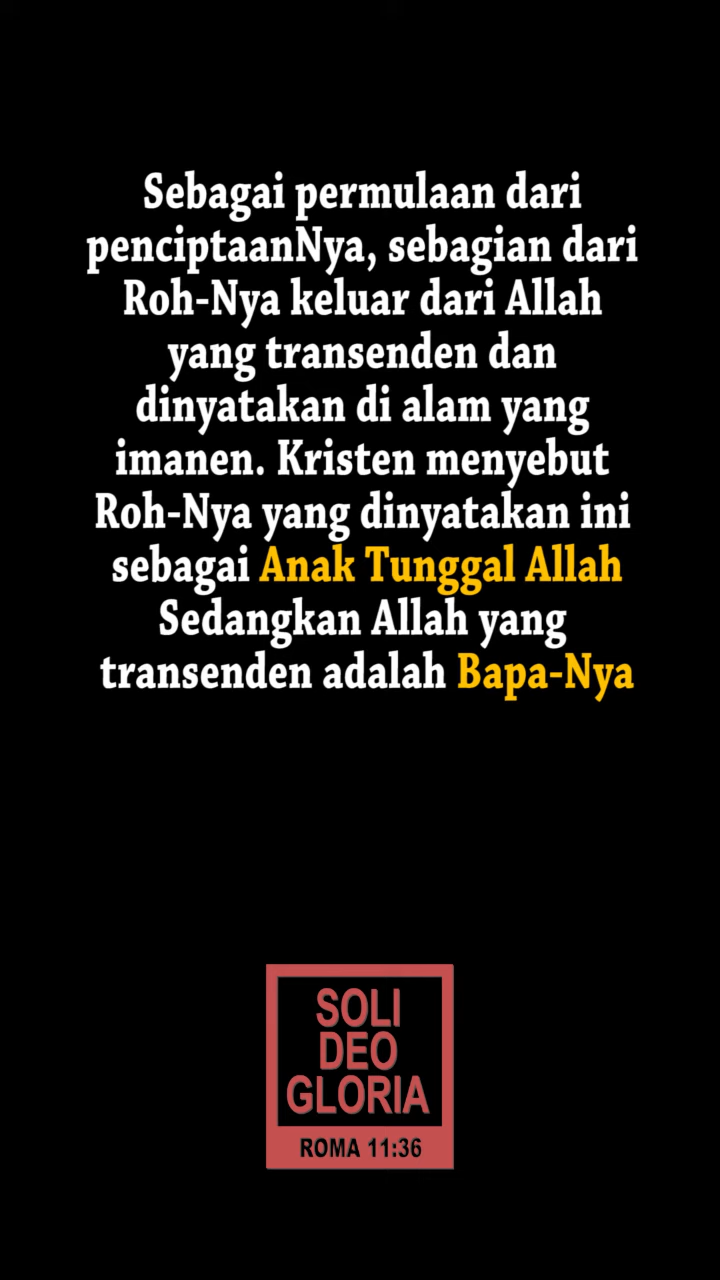 Sebagai permulaan dari
penciptaanNya, sebagian dari
Roh-Nya keluar dari Allah
yang transenden dan
dinyatakan di alam yang
imanen. Kristen menyebut
Roh-Nya yang dinyatakan ini
sebagai Anak Tunggal Allah
Sedangkan Allah yang
transenden adalah Bapa-Nya
SOLI
DEO
GLORIA
ROMA 11:36